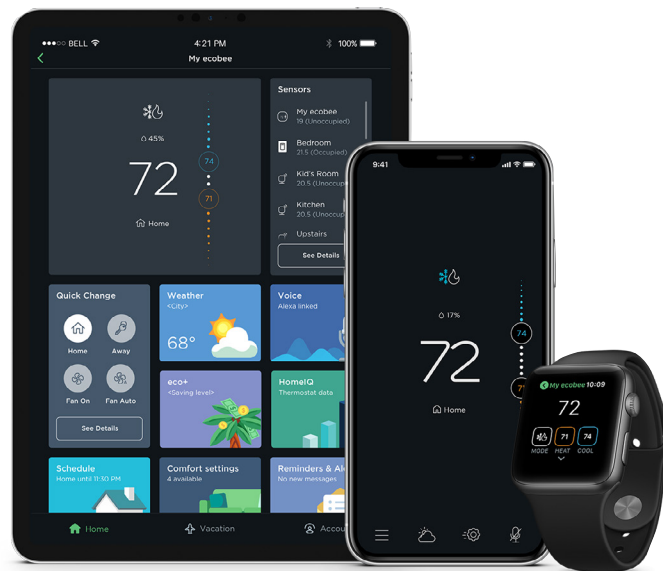 BELL
4:21 PM
100%
My ecobee
45%
72
74
71
Home
Sensors
My ecobee
19 (Unoccupied)
Bedroom
21.5 (Occupied)
Kid's Room
20.5 (Unoccup
Kitchen
20.5 (Unoccup
Upstairs
See Details
Quick Change
Home
Away
Fan On
Fan Auto
See Details
Weather
<City>
68°
Voice
Alexa linked
eco+
<Saving level>
HomeIQ
Thermostat data
Schedule
Home until 11:30 PM
Comfort settings
4 available
Reminders & Al
No new messages
Home
Vacation
Accou
9:41
17%
72
74
Home
My ecobee 10:09
72
71
74
MODE
HEAT
COOL